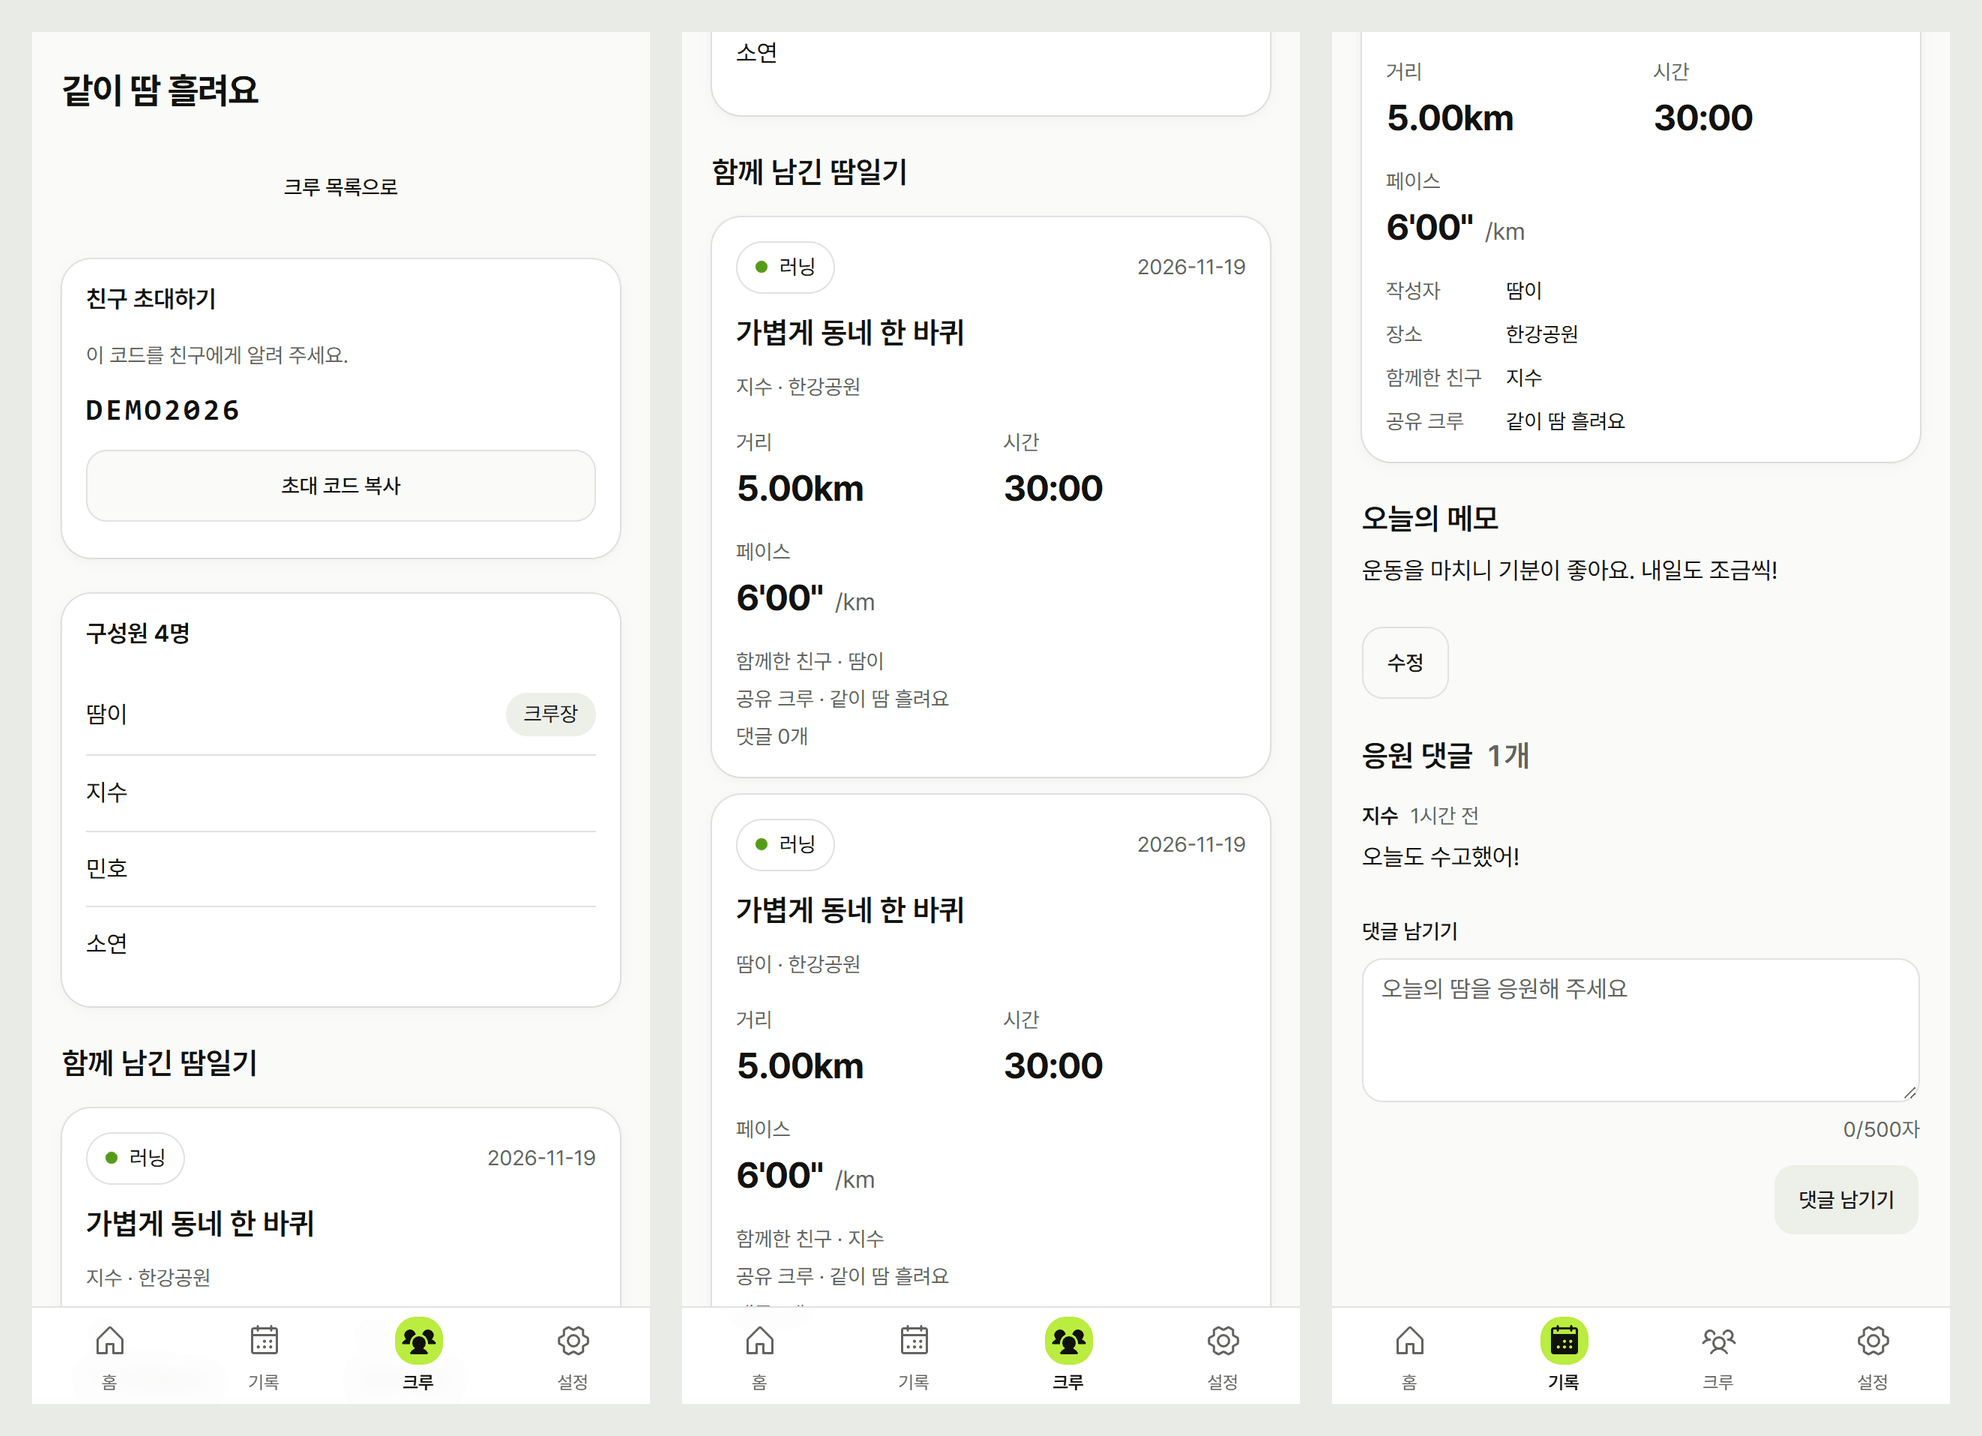 같이 땀 흘려요
크루 목록으로
친구 초대하기
이 코드를 친구에게 알려 주세요.
DEMO2026
초대 코드 복사
구성원 4명
땀이
크루장
지수
민호
소연
함께 남긴 땀일기
러닝
2026-11-19
가볍게 동네 한 바퀴
지수 · 한강공원
홈
기록
크루
설정
소연
함께 남긴 땀일기
러닝
2026-11-19
가볍게 동네 한 바퀴
지수 · 한강공원
거리
시간
5.00km
30:00
페이스
6'00" /km
함께한 친구 · 땀이
공유 크루 · 같이 땀 흘려요
댓글 0개
러닝
2026-11-19
가볍게 동네 한 바퀴
땀이 · 한강공원
거리
시간
5.00km
30:00
페이스
6'00" /km
함께한 친구 · 지수
공유 크루 · 같이 땀 흘려요
홈
기록
크루
설정
거리
시간
5.00km
30:00
페이스
6'00" /km
작성자 땀이
장소 한강공원
함께한 친구 지수
공유 크루 같이 땀 흘려요
오늘의 메모
운동을 마치니 기분이 좋아요. 내일도 조금씩!
수정
응원 댓글 1개
지수 1시간 전
오늘도 수고했어!
댓글 남기기
오늘의 땀을 응원해 주세요
0/500자
댓글 남기기
홈
기록
크루
설정